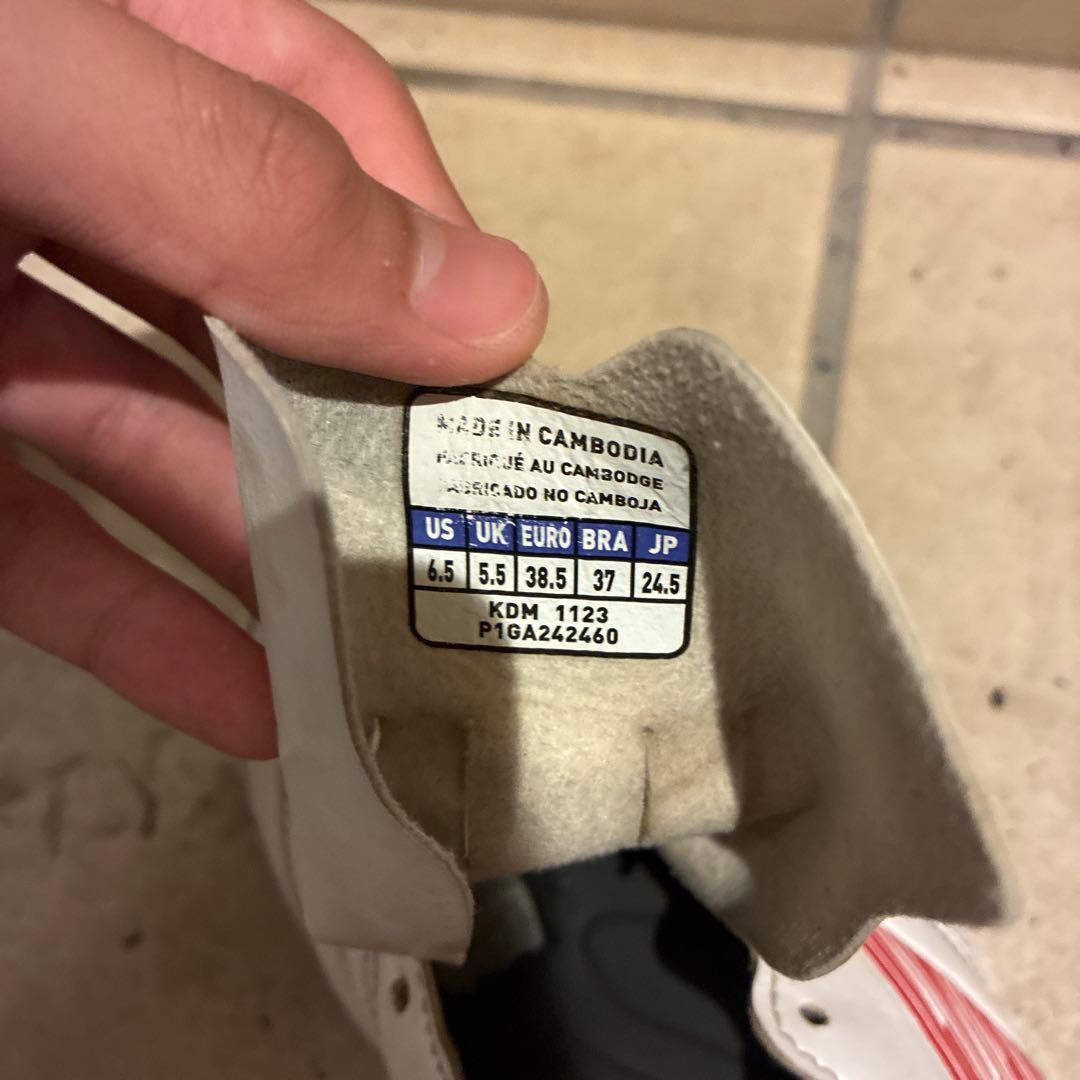 MADE IN CAMBODIA
FABRIQUÉ AU CAMBODGE
FABRICADO NO CAMBOJA
US UK EURO BRA JP
6.5 5.5 38.5 37 24.5
KDM 1123
P1GA242460